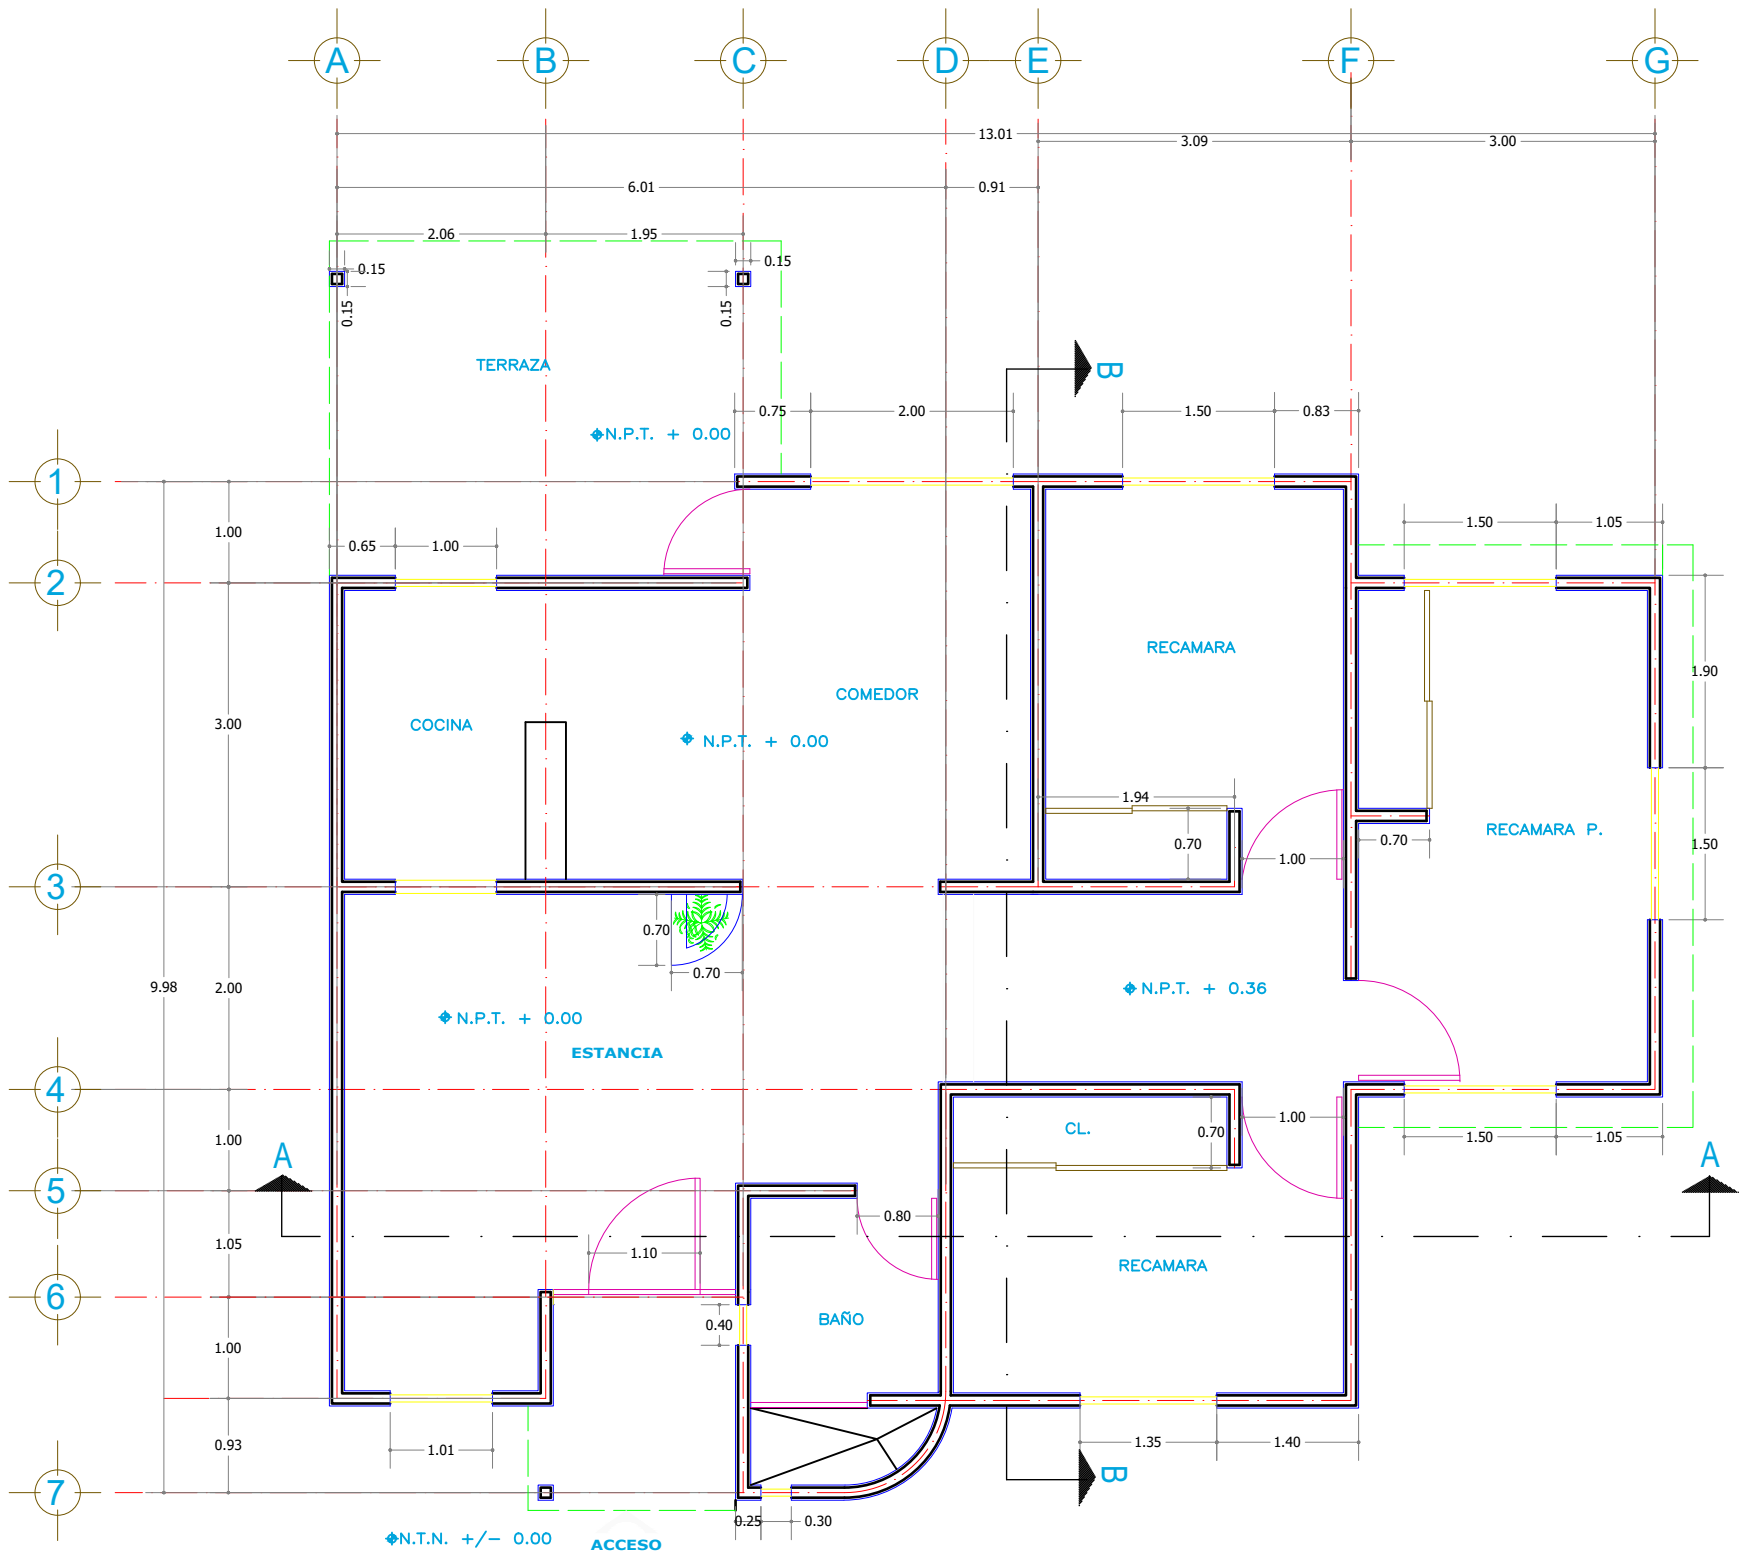 A B C D E F G
13.01
3.09 3.00
6.01 0.91
2.06 1.95
0.15 0.15
0.15 0.15
TERRAZA
B
0.75 2.00 1.50 0.83
N.P.T. + 0.00
1
1.00
0.65 1.00
1.50 1.05
2
RECAMARA
1.90
COMEDOR
3.00
COCINA
N.P.T. + 0.00
1.94
RECAMARA P.
0.70 1.00 0.70 1.50
3
0.70
0.70
9.98 2.00
N.P.T. + 0.36
N.P.T. + 0.00
ESTANCIA
4
1.00
CL.
0.70
1.00
1.50 1.05
A A
5
0.80
1.05
1.10
RECAMARA
6
BAÑO
0.40
1.00
0.93
1.01
1.35 1.40
B
7
0.25 0.30
N.T.N. +/- 0.00
ACCESO